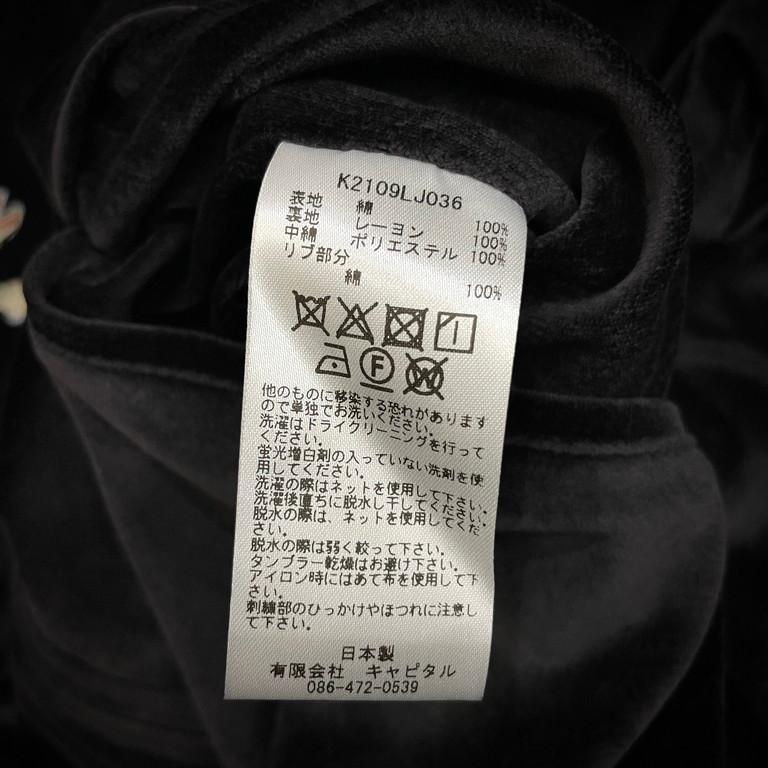 K2109LJ036
表地 綿 100%
裏地 レーヨン 100%
中綿 ポリエステル 100%
リブ部分
綿 100%
F
W
他のものに移染する恐れがあります
ので単独でお洗いください。
洗濯はドライクリーニングを行って
ください。
蛍光増白剤の入っていない洗剤を使
用してください。
洗濯の際はネットを使用して下さい。
洗濯後直ちに脱水し干してください。
脱水の際は、ネットを使用してくだ
さい。
脱水の際は弱く絞って下さい。
タンブラー乾燥はお避け下さい。
アイロン時にはあて布を使用して下
さい。
刺繍部のひっかけやほつれに注意し
て下さい。
日本製
有限会社 キャピタル
086-472-0539